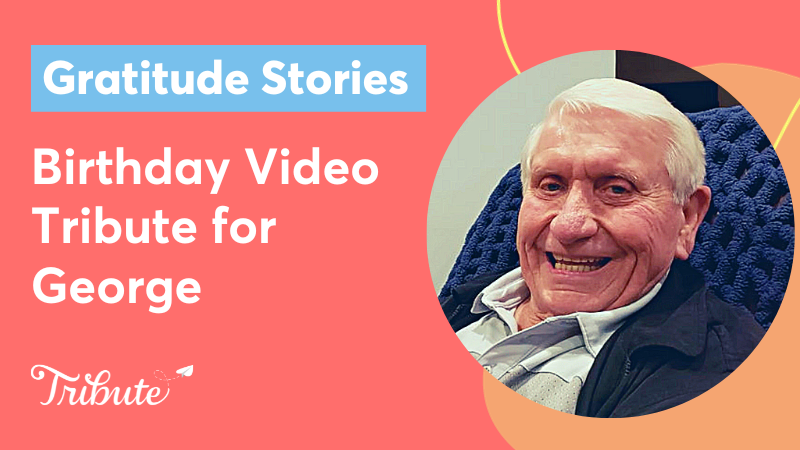 Gratitude Stories
Birthday Video
Tribute for
George
Tribute